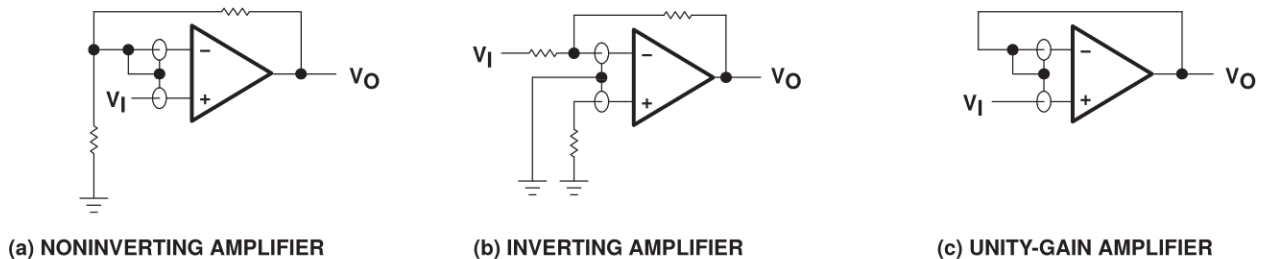 VI
−
+
VO
(a) NONINVERTING AMPLIFIER
VI
−
+
VO
(b) INVERTING AMPLIFIER
VI
−
+
VO
(c) UNITY-GAIN AMPLIFIER